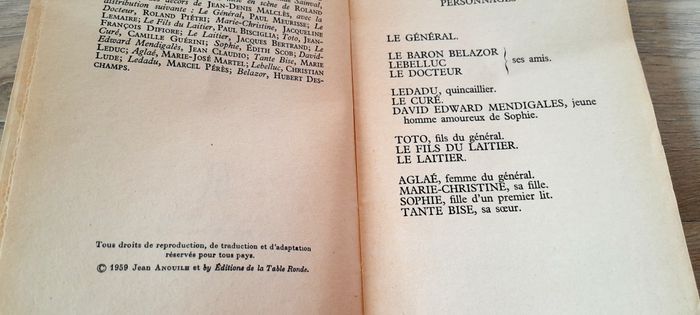 décors de JEAN-DENIS MALCLÈS, avec la
distribution suivante : Le Général, PAUL MEURISSE; Le
Docteur, ROLAND PIÉTRI; Marie-Christine, JACQUELINE
LEMAIRE; Le Fils du Laitier, PAUL BISCIGLIA; Toto, JEAN-
FRANÇOIS DIFIORE; Le Laitier, JACQUES BERTRAND; Le
Curé, CAMILLE GUÉRINI; Sophie, ÉDITH SCOB; David-
Edward Mendigalès, JEAN CLAUDIO; Tante Bise, MARIE
LEDUC; Aglaé, MARIE-JOSÉ MARTEL; Lebelluc, CHRISTIAN
LUDE; Ledadu, MARCEL PÉRÈS; Belazor, HUBERT DES-
CHAMPS.
Tous droits de reproduction, de traduction et d'adaptation
réservés pour tous pays.
© 1959 Jean ANOUILH et by Éditions de la Table Ronde.
PERSONNAGES
LE GÉNÉRAL.
LE BARON BELAZOR
LEBELLUC
LE DOCTEUR
ses amis.
LEDADU, quincaillier.
LE CURÉ.
DAVID EDWARD MENDIGALES, jeune
homme amoureux de Sophie.
TOTO, fils du général.
LE FILS DU LAITIER.
LE LAITIER.
AGLAÉ, femme du général.
MARIE-CHRISTINE, sa fille.
SOPHIE, fille d'un premier lit.
TANTE BISE, sa sœur.